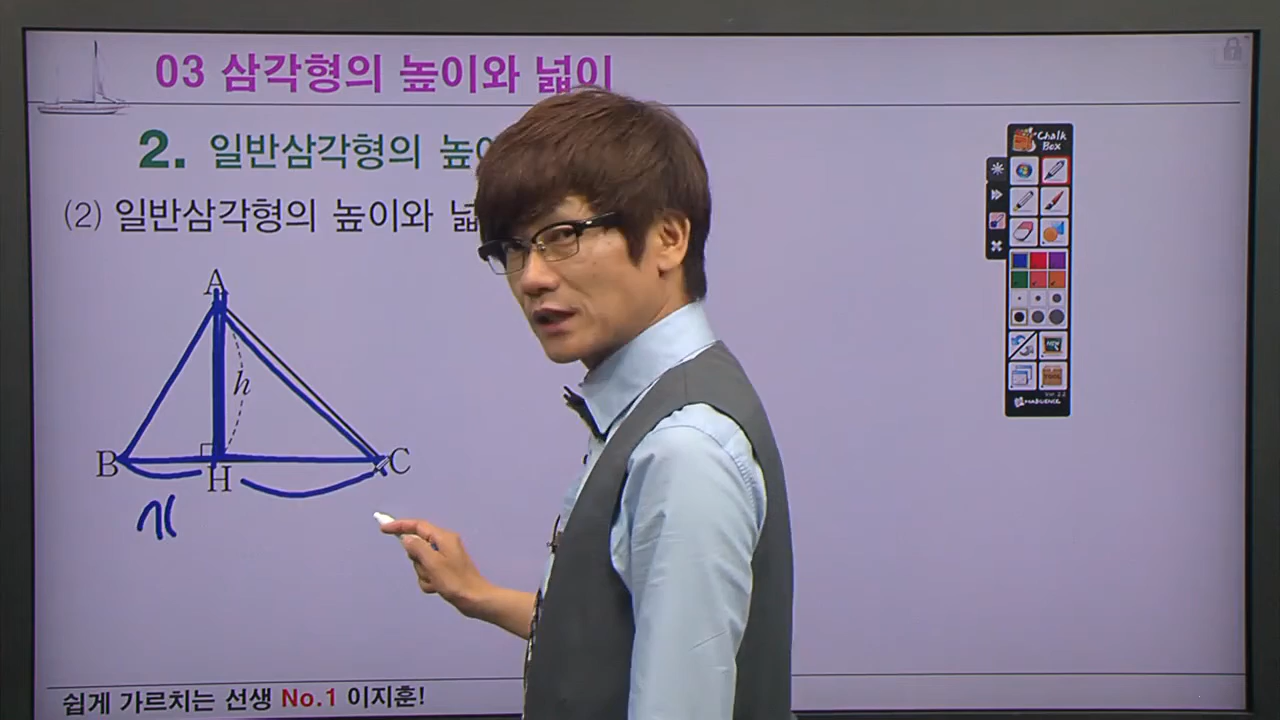 03 삼각형의 높이와 넓이
2. 일반삼각형의 높
(2) 일반삼각형의 높이와
Chalk
Box
A
h
B
H
C
x
쉽게 가르치는 선생 No.1 이지훈!